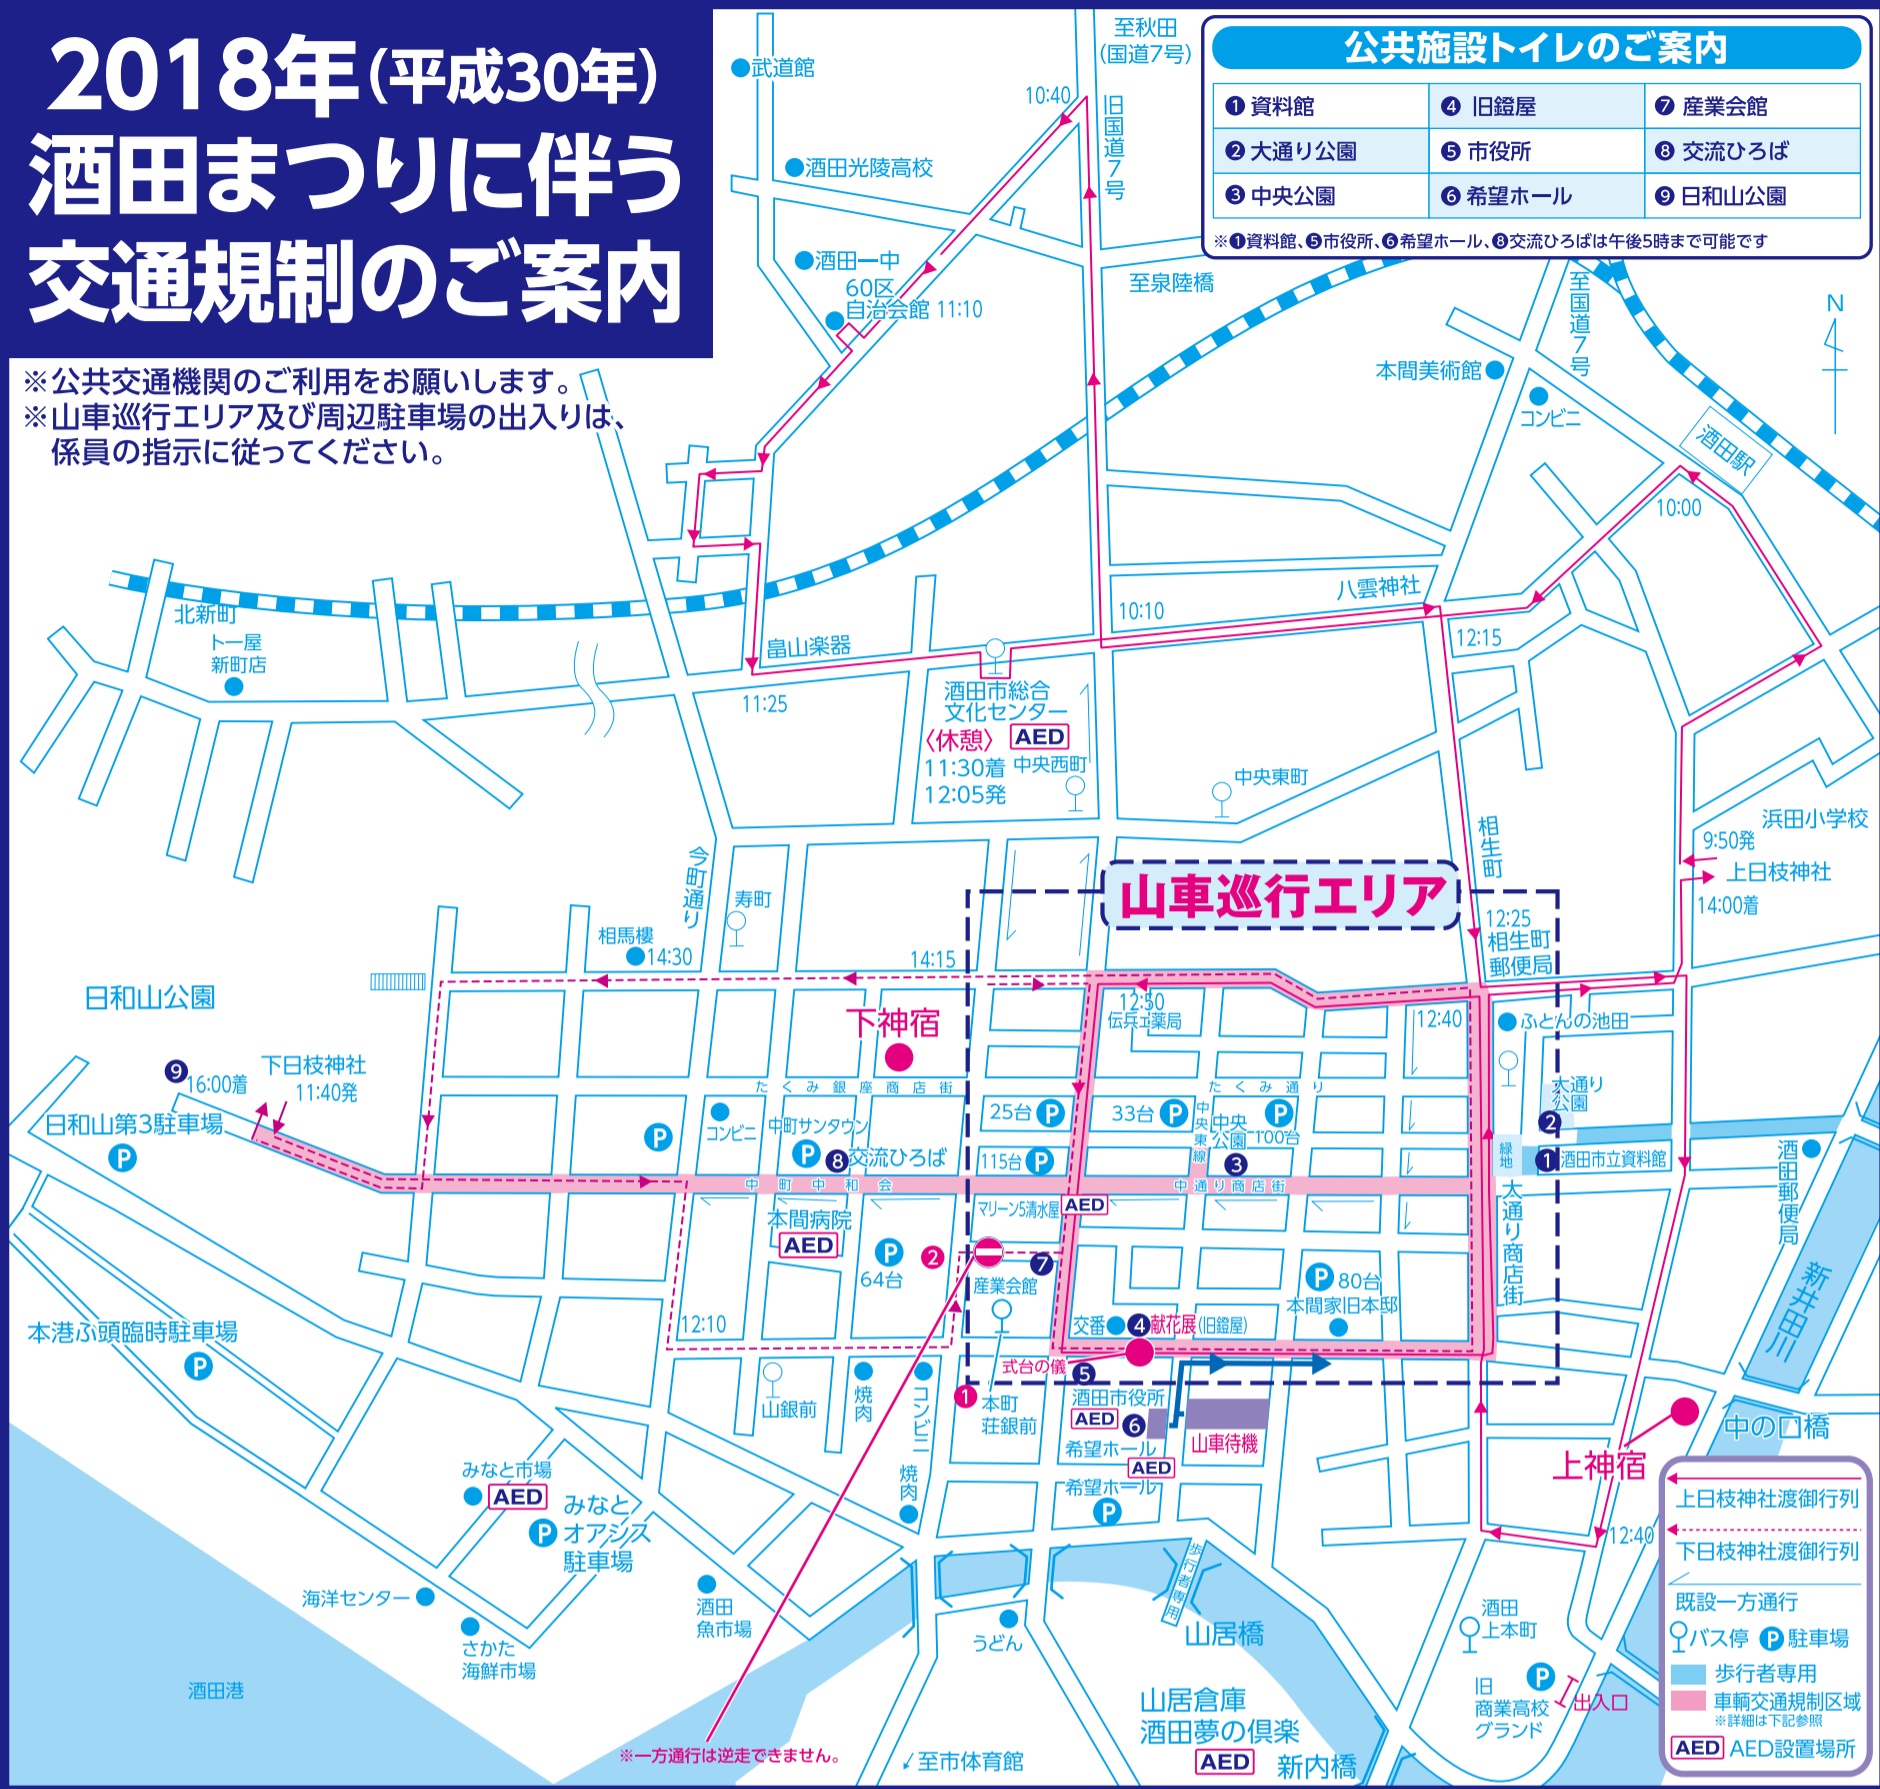 2018年(平成30年)
酒田まつりに伴う
交通規制のご案内
※公共交通機関のご利用をお願いします。
※山車巡行エリア及び周辺駐車場の出入りは、
係員の指示に従ってください。
公共施設トイレのご案内
❶資料館
❹旧鐙屋
❼産業会館
❷大通り公園
❺市役所
❽交流ひろば
❸中央公園
❻希望ホール
❾日和山公園
※❶資料館、❺市役所、❻希望ホール、❽交流ひろばは午後5時まで可能です
至秋田
(国道7号)
武道館
10:40
旧国道7号
酒田光陵高校
酒田一中
60区
自治会館 11:10
至泉陸橋
至国道7号
N
本間美術館
コンビニ
酒田駅
10:00
北新町
ト一屋
新町店
畠山楽器
11:25
10:10
八雲神社
12:15
酒田市総合
文化センター
〈休憩〉 AED
11:30着
12:05発
中央西町
中央東町
相生町
浜田小学校
9:50発
上日枝神社
14:00着
今町通り
寿町
山車巡行エリア
12:25
相生町
郵便局
相馬樓
14:30
14:15
日和山公園
下神宿
12:50
伝兵エ薬局
12:40
ふとんの池田
❾
16:00着
下日枝神社
11:40発
日和山第3駐車場
P
たくみ銀座商店街
たくみ通り
大通り
公園
❷
P
コンビニ
中町サンタウン
P
❽交流ひろば
25台 P
115台 P
33台 P
中央東線
中央
公園
❸
P
100台
緑地
❶酒田市立資料館
酒田郵便局
中町中和会
中通り商店街
マリーン5清水屋
AED
本間病院
AED
P
64台
❷
❼
産業会館
大通り商店街
新井田川
P 80台
本間家旧本邸
本港ふ頭臨時駐車場
P
12:10
交番
❹献花展(旧鐙屋)
式台の儀
❺
酒田市役所
AED
❻
希望ホール
AED
希望ホール
P
山車待機
山銀前
焼肉
コンビニ
❶
本町
荘銀前
焼肉
上神宿
中の口橋
みなと市場
AED
P
みなと
オアシス
駐車場
海洋センター
さかた
海鮮市場
酒田
魚市場
うどん
歩行者専用
山居橋
12:40
酒田
上本町
酒田港
※一方通行は逆走できません。
至市体育館
山居倉庫
酒田夢の倶楽
AED
新内橋
旧
商業高校
グランド
P
出入口
上日枝神社渡御行列
下日枝神社渡御行列
既設一方通行
バス停 P 駐車場
歩行者専用
車輌交通規制区域
※詳細は下記参照
AED AED設置場所